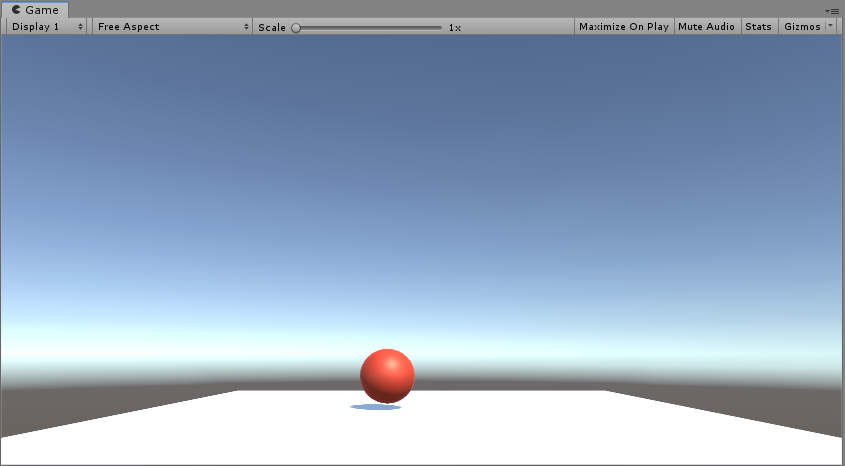 Game
Display 1 Free Aspect Scale 1x Maximize On Play Mute Audio Stats Gizmos